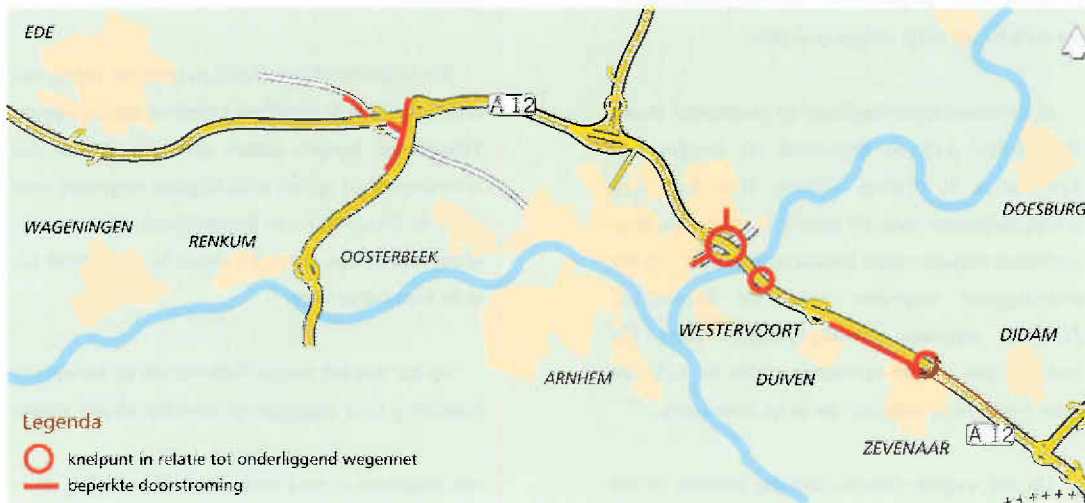 EDE
A 12
DOESBURG
WAGENINGEN
RENKUM
OOSTERBEEK
WESTERVOORT
DIDAM
ARNHEM
DUIVEN
ZEVENAAR
A 12
Legenda
knelpunt in relatie tot onderliggend wegennet
beperkte doorstroming